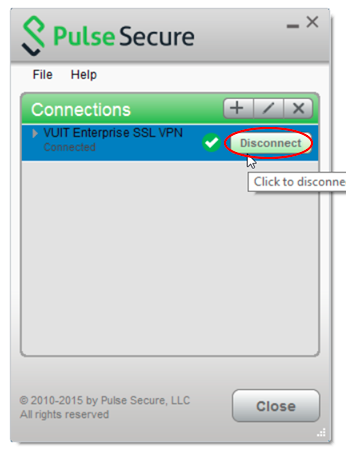 Pulse Secure
File Help
Connections
VUIT Enterprise SSL VPN
Connected
Disconnect
Click to disconne
© 2010-2015 by Pulse Secure, LLC
All rights reserved
Close